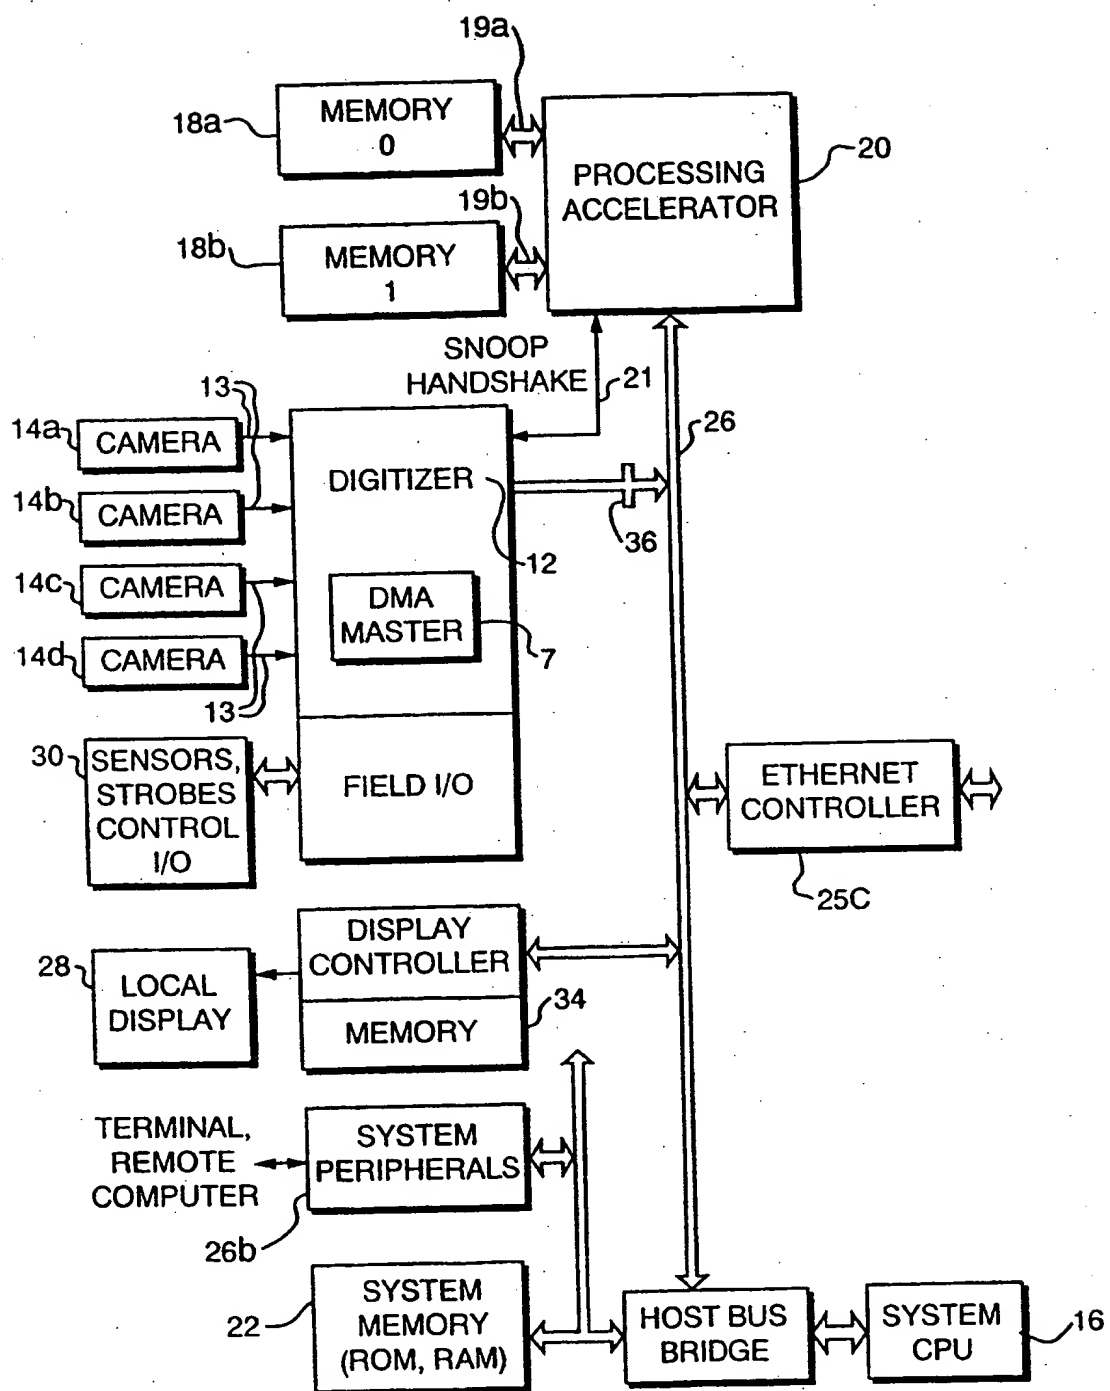 19a
MEMORY
0
18a
PROCESSING
ACCELERATOR
20
19b
18b
MEMORY
1
SNOOP
HANDSHAKE
21
13
26
14a
CAMERA
DIGITIZER
14b
CAMERA
36
12
14c
CAMERA
DMA
MASTER
7
14d
CAMERA
13
30
SENSORS,
STROBES
CONTROL
I/O
FIELD I/O
ETHERNET
CONTROLLER
25C
DISPLAY
CONTROLLER
28
LOCAL
DISPLAY
34
MEMORY
TERMINAL,
REMOTE
COMPUTER
SYSTEM
PERIPHERALS
26b
22
SYSTEM
MEMORY
(ROM, RAM)
HOST BUS
BRIDGE
SYSTEM
CPU
16